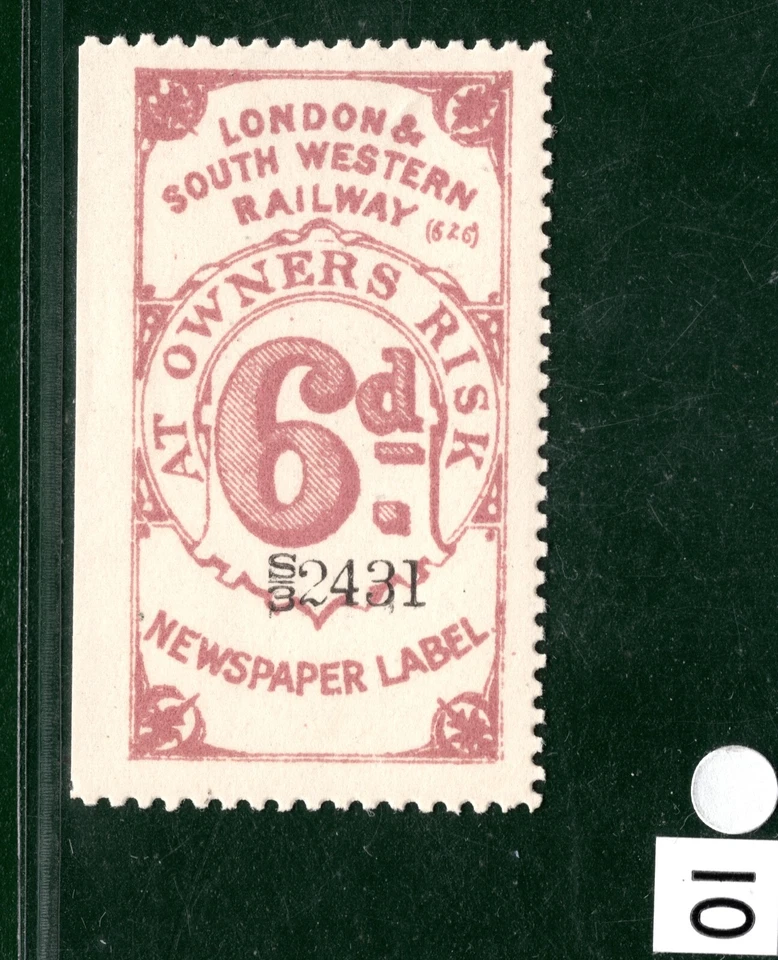 LONDON &
SOUTH WESTERN
RAILWAY (626)
AT OWNERS RISK
6d.
S/3 2431
NEWSPAPER LABEL
10